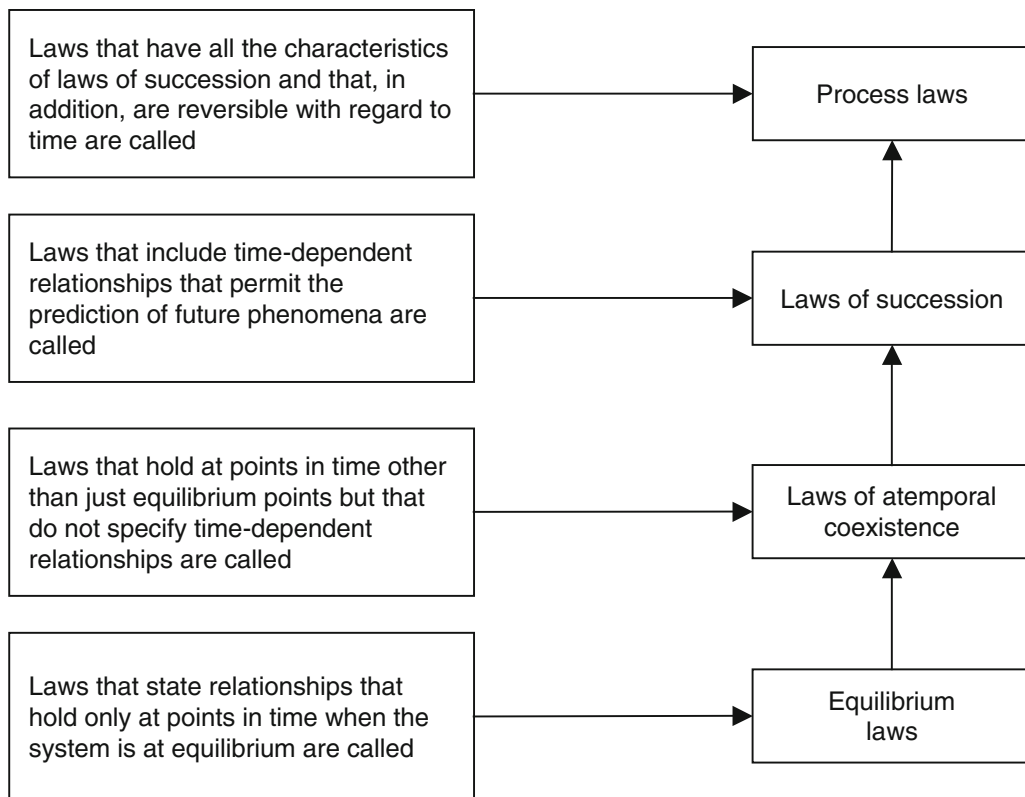 Laws that have all the characteristics
of laws of succession and that, in
addition, are reversible with regard to
time are called
Process laws
Laws that include time-dependent
relationships that permit the
prediction of future phenomena are
called
Laws of succession
Laws that hold at points in time other
than just equilibrium points but that
do not specify time-dependent
relationships are called
Laws of atemporal
coexistence
Laws that state relationships that
hold only at points in time when the
system is at equilibrium are called
Equilibrium
laws